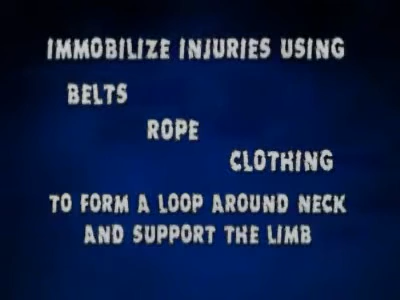 IMMOBILIZE INJURIES USING
BELTS
ROPE
CLOTHING
TO FORM A LOOP AROUND NECK
AND SUPPORT THE LIMB